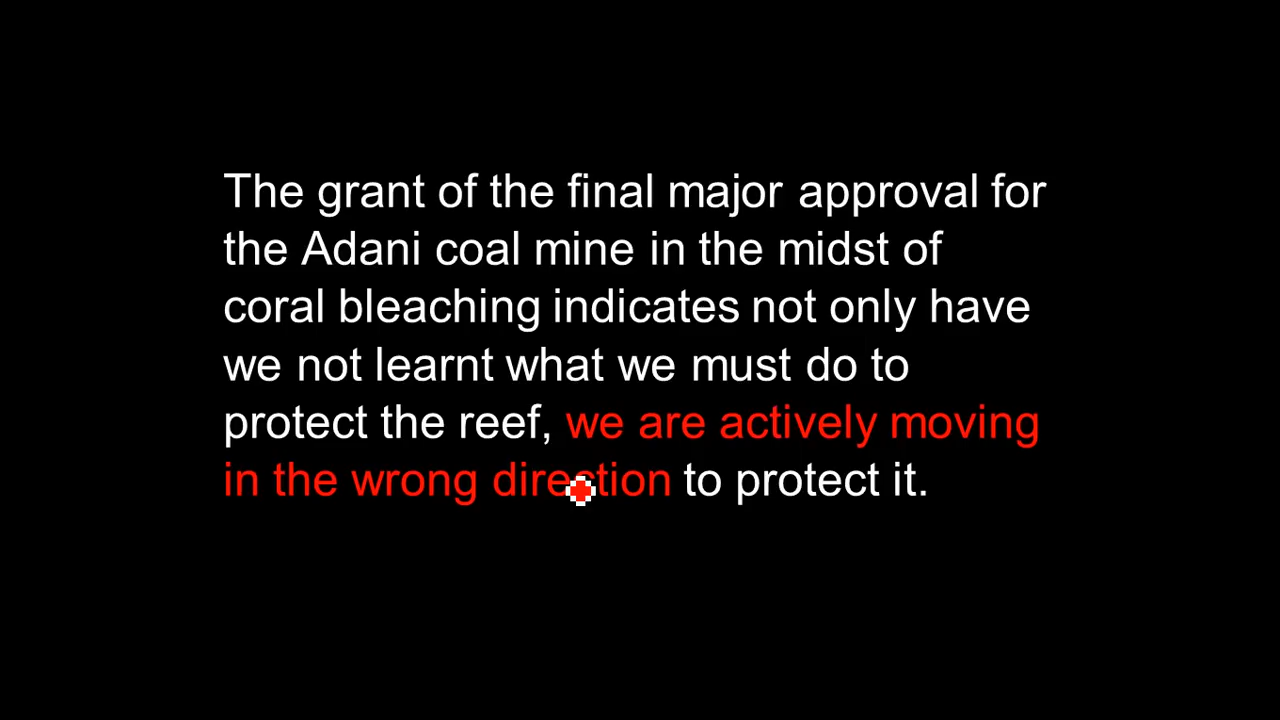 The grant of the final major approval for
the Adani coal mine in the midst of
coral bleaching indicates not only have
we not learnt what we must do to
protect the reef, we are actively moving
in the wrong direction to protect it.